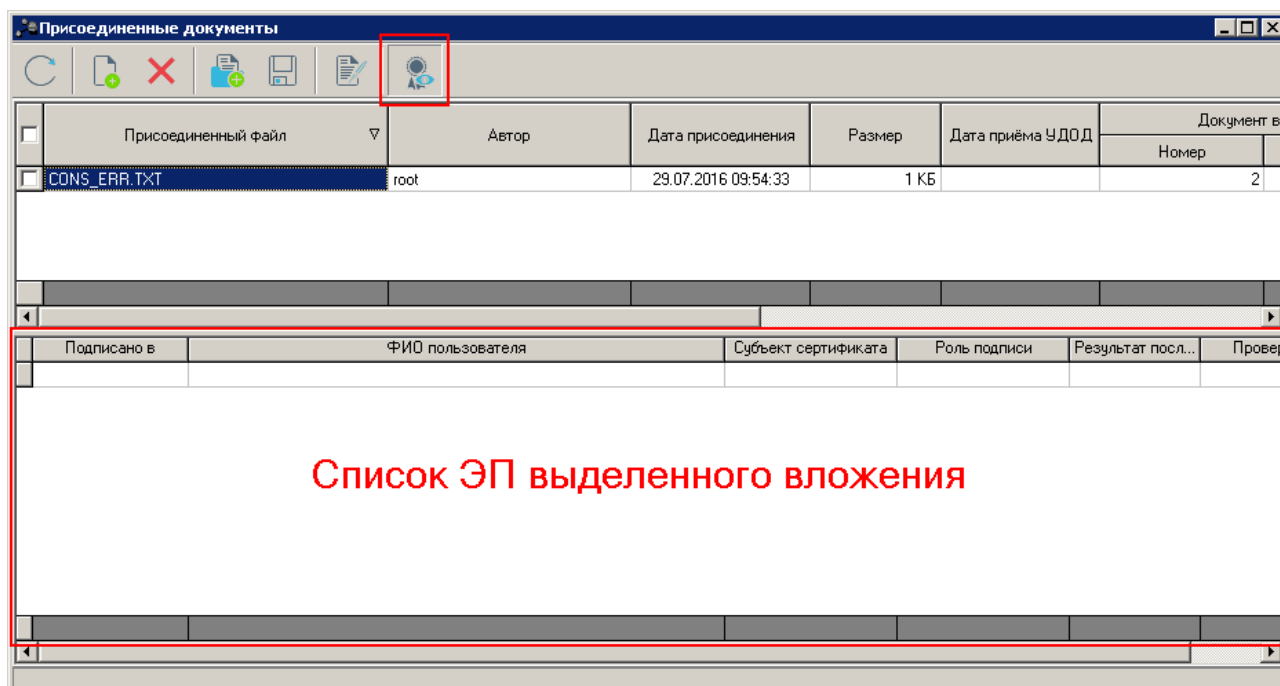 Присоединенные документы
Присоединенный файл Автор Дата присоединения Размер Дата приёма УДОД Документ в
Номер
CONS_ERR.TXT root 29.07.2016 09:54:33 1 КБ 2
Подписано в ФИО пользователя Субъект сертификата Роль подписи Результат посл... Провер
Список ЭП выделенного вложения